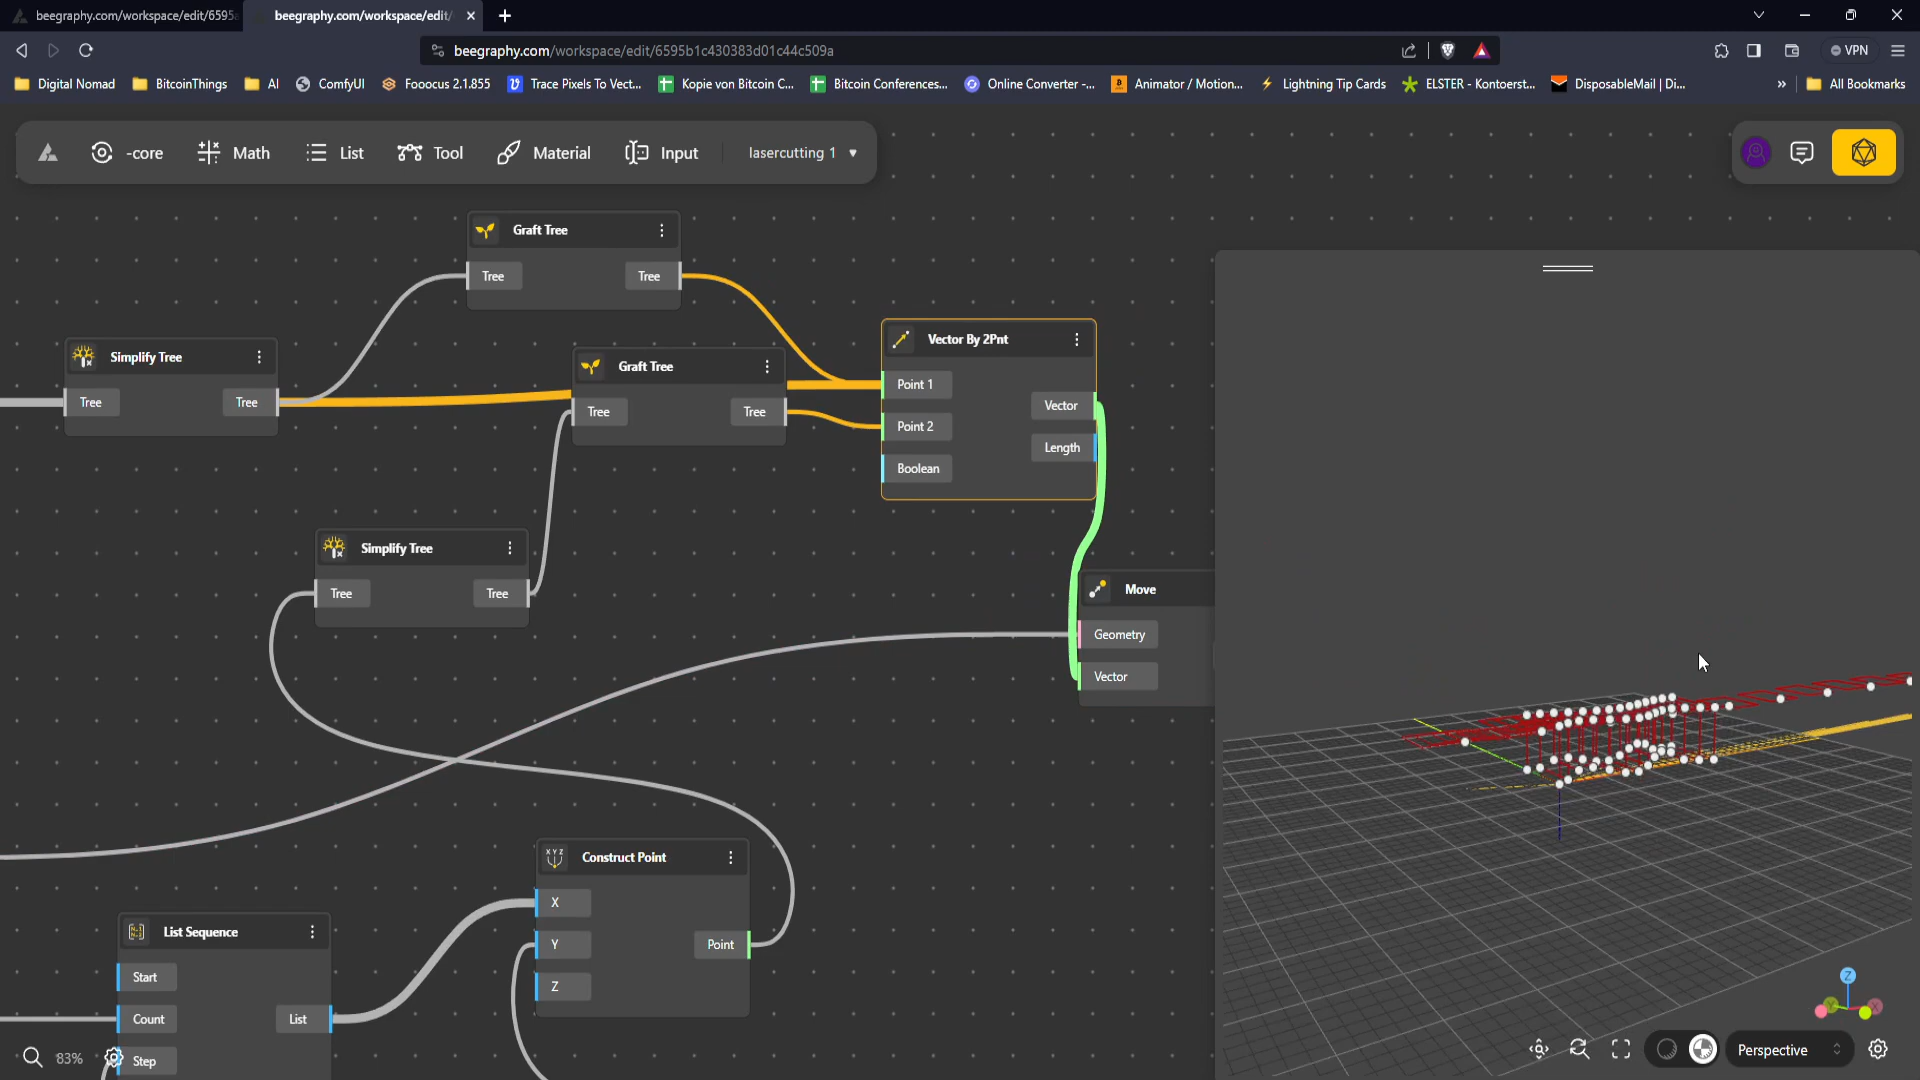 beegraphy.com/workspace/edit/6595
beegraphy.com/workspace/edit/
beegraphy.com/workspace/edit/6595b1c430383d01c44c509a
VPN
Digital Nomad
BitcoinThings
AI
ComfyUI
Fooocus 2.1.855
Trace Pixels To Vect...
Kopie von Bitcoin C...
Bitcoin Conferences...
Online Converter -...
Animator / Motion...
Lightning Tip Cards
ELSTER - Kontoerst...
DisposableMail | Di...
»
All Bookmarks
-core
Math
List
Tool
Material
Input
lasercutting 1
Graft Tree
Tree
Tree
Simplify Tree
Tree
Tree
Graft Tree
Tree
Tree
Vector By 2Pnt
Point 1
Point 2
Boolean
Vector
Length
Simplify Tree
Tree
Tree
Move
Geometry
Vector
Construct Point
X
Y
Z
Point
List Sequence
Start
Count
Step
List
83%
Z
Perspective